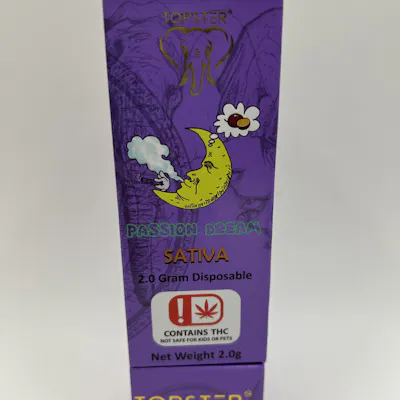 TOPSTER®
PASSION DREAM
SATIVA
2.0 Gram Disposable
!
CONTAINS THC
NOT SAFE FOR KIDS OR PETS
Net Weight 2.0g
TOPSTER®